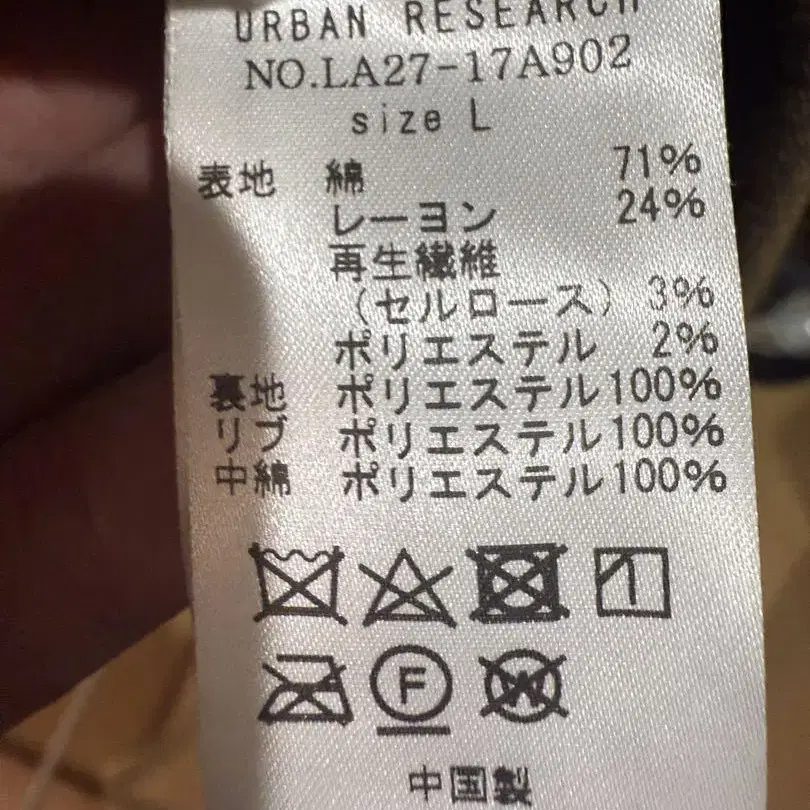 URBAN RESEARCH
NO.LA27-17A902
size L
表地 綿 71%
レーヨン 24%
再生繊維
(セルロース) 3%
ポリエステル 2%
裏地 ポリエステル100%
リブ ポリエステル100%
中綿 ポリエステル100%
F W
中国製